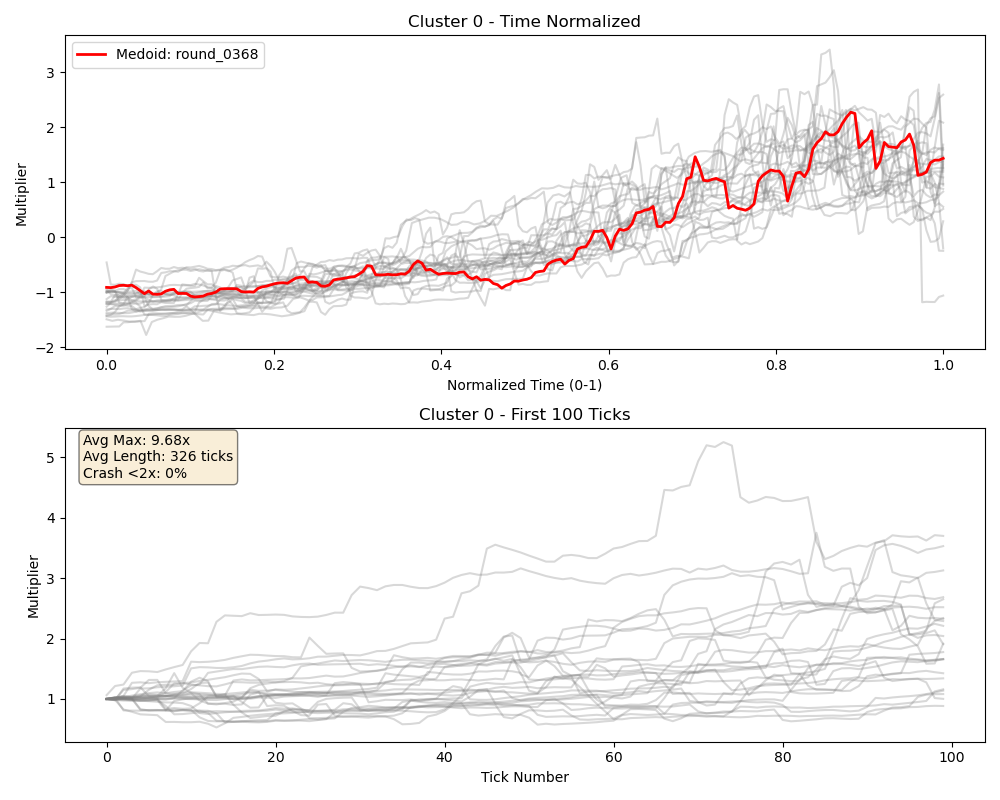 Cluster 0 - Time Normalized
Medoid: round_0368
Multiplier
3
2
1
0
−1
−2
0.0 0.2 0.4 0.6 0.8 1.0
Normalized Time (0-1)
Cluster 0 - First 100 Ticks
Avg Max: 9.68x
Avg Length: 326 ticks
Crash <2x: 0%
Multiplier
5
4
3
2
1
0 20 40 60 80 100
Tick Number